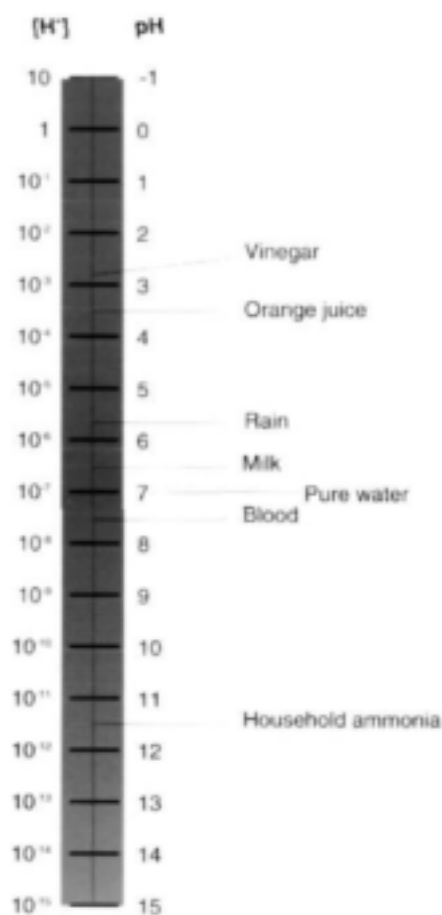 [H⁺] pH
10 -1
1 0
10⁻¹ 1
10⁻² 2
Vinegar
10⁻³ 3
Orange juice
10⁻⁴ 4
10⁻⁵ 5
Rain
10⁻⁶ 6
Milk
10⁻⁷ 7 Pure water
Blood
10⁻⁸ 8
10⁻⁹ 9
10⁻¹⁰ 10
10⁻¹¹ 11
Household ammonia
10⁻¹² 12
10⁻¹³ 13
10⁻¹⁴ 14
10⁻¹⁵ 15